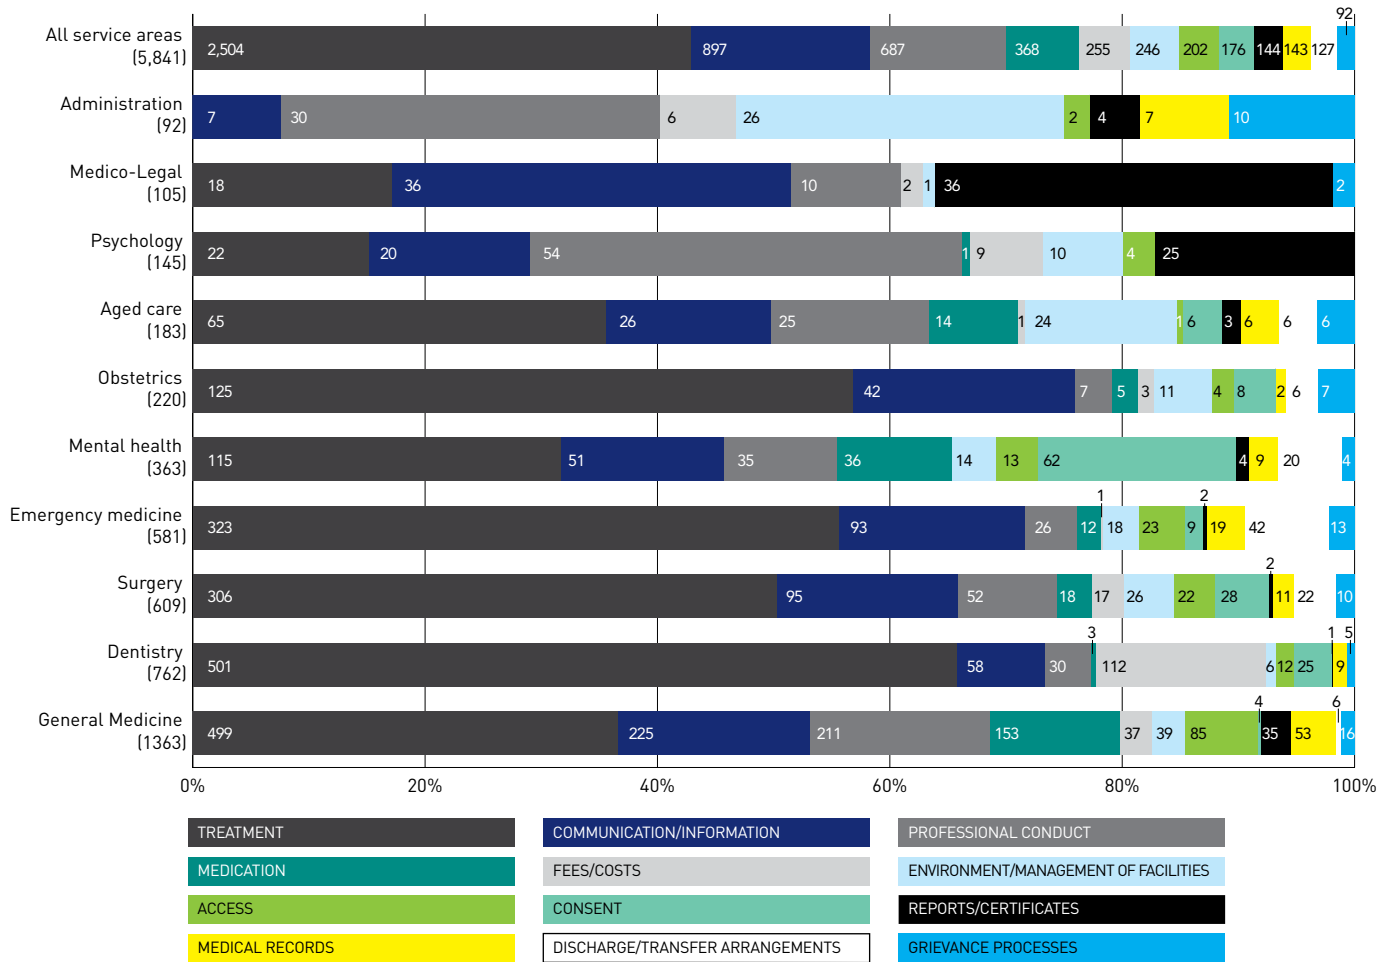 92
All service areas
(5,841)
2,504 897 687 368 255 246 202 176 144 143 127
Administration
(92)
7 30 6 26 2 4 7 10
Medico-Legal
(105)
18 36 10 2 1 36 2
Psychology
(145)
22 20 54 1 9 10 4 25
Aged care
(183)
65 26 25 14 1 24 1 6 3 6 6 6
Obstetrics
(220)
125 42 7 5 3 11 4 8 2 6 7
Mental health
(363)
115 51 35 36 14 13 62 4 9 20 4
1 2
Emergency medicine
(581)
323 93 26 12 18 23 9 19 42 13
2
Surgery
(609)
306 95 52 18 17 26 22 28 11 22 10
3 1 5
Dentistry
(762)
501 58 30 112 6 12 25 9
4 6
General Medicine
(1363)
499 225 211 153 37 39 85 35 53 16
0% 20% 40% 60% 80% 100%
TREATMENT COMMUNICATION/INFORMATION PROFESSIONAL CONDUCT
MEDICATION FEES/COSTS ENVIRONMENT/MANAGEMENT OF FACILITIES
ACCESS CONSENT REPORTS/CERTIFICATES
MEDICAL RECORDS DISCHARGE/TRANSFER ARRANGEMENTS GRIEVANCE PROCESSES